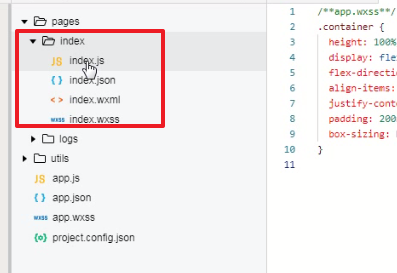 pages
index
JS index.js
{ } index.json
< > index.wxml
wxss index.wxss
logs
utils
JS app.js
{ } app.json
wxss app.wxss
{o} project.config.json
1 /**app.wxss**/
2 .container {
3 height: 100%
4 display: fle
5 flex-direction
6 align-items:
7 justify-conte
8 padding: 200
9 box-sizing:
10 }
11